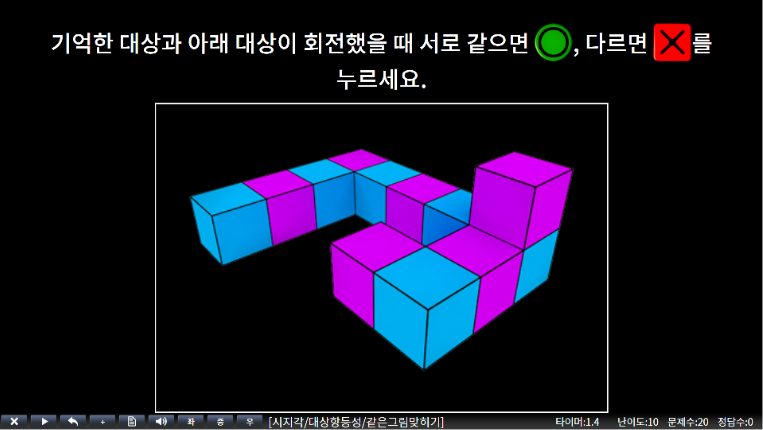 기억한 대상과 아래 대상이 회전했을 때 서로 같으면 , 다르면 를
누르세요.
좌 중 우 [시지각/대상항등성/같은그림맞히기] 타이머:1.4 난이도:10 문제수:20 정답수:0